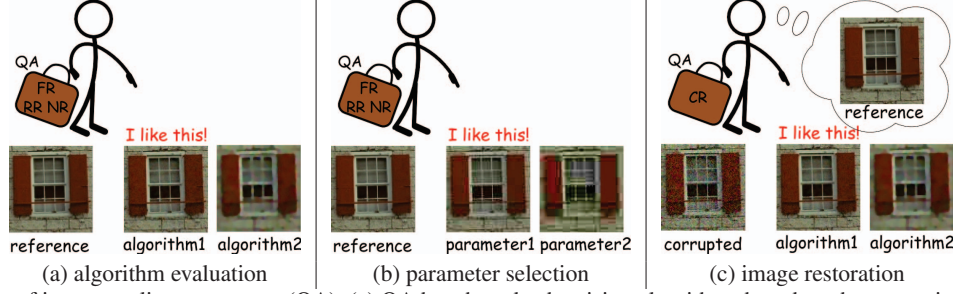 QA
FR
RR NR
I like this!
reference
algorithm1
algorithm2
(a) algorithm evaluation
QA
FR
RR NR
I like this!
reference
parameter1
parameter2
(b) parameter selection
QA
CR
reference
I like this!
corrupted
algorithm1
algorithm2
(c) image restoration